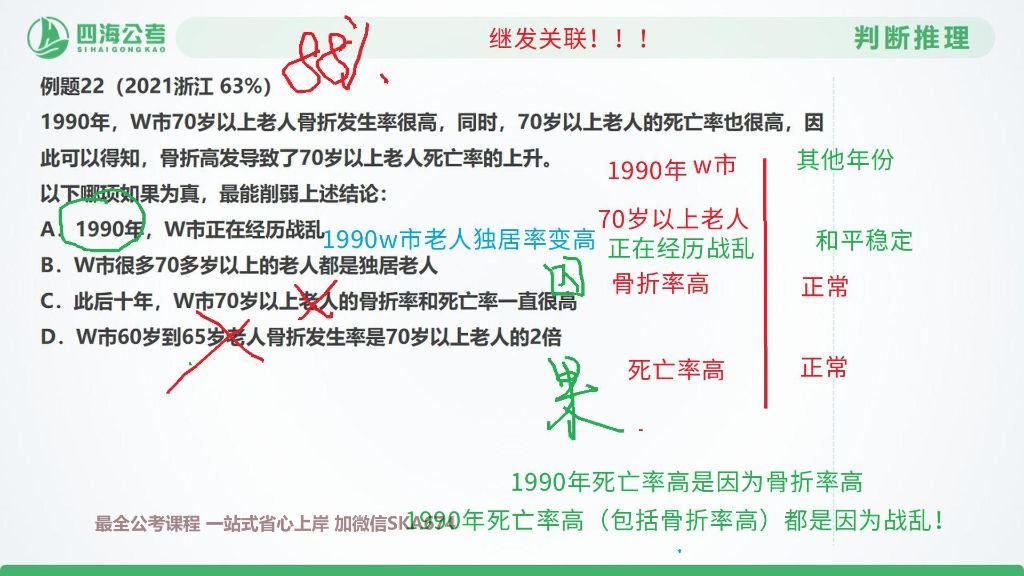 四海公考
SIHAIGONGKAO
继发关联！！！
判断推理
88%
例题22（2021浙江 63%）
1990年，W市70岁以上老人骨折发生率很高，同时，70岁以上老人的死亡率也很高，因
此可以得知，骨折高发导致了70岁以上老人死亡率的上升。
以下哪项如果为真，最能削弱上述结论：
A．1990年，W市正在经历战乱
B．W市很多70多岁以上的老人都是独居老人
C．此后十年，W市70岁以上老人的骨折率和死亡率一直很高
D．W市60岁到65岁老人骨折发生率是70岁以上老人的2倍
1990年 w市
其他年份
70岁以上老人
1990w市老人独居率变高
正在经历战乱
和平稳定
因
骨折率高
正常
果
死亡率高
正常
1990年死亡率高是因为骨折率高
1990年死亡率高（包括骨折率高）都是因为战乱！
最全公考课程 一站式省心上岸 加微信SKA674